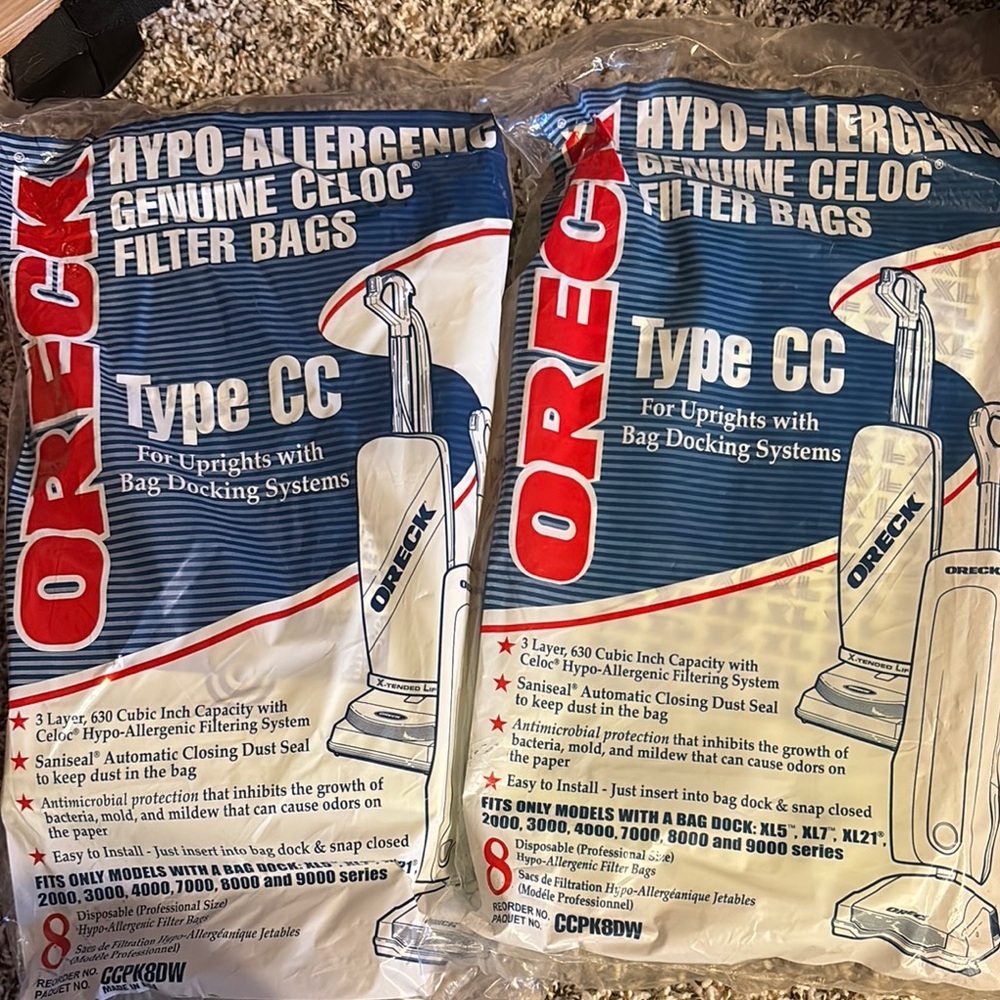 ORECK
HYPO-ALLERGENIC
GENUINE CELOC®
FILTER BAGS
Type CC
For Uprights with
Bag Docking Systems
ORECK
X-TENDED LIF
★ 3 Layer, 630 Cubic Inch Capacity with
Celoc® Hypo-Allergenic Filtering System
★ Saniseal® Automatic Closing Dust Seal
to keep dust in the bag
★ Antimicrobial protection that inhibits the growth of
bacteria, mold, and mildew that can cause odors on
the paper
★ Easy to Install - Just insert into bag dock & snap closed
FITS ONLY MODELS WITH A BAG DOCK:
2000, 3000, 4000, 7000, 8000 and 9000 series
8 Disposable (Professional Size)
Hypo-Allergenic Filter Bags
Sacs de Filtration Hypo-Allergéanique Jetables
(Modéle Professionnel)
REORDER NO.
PAQUET NO. CCPK8DW
MADE IN
ORECK
HYPO-ALLERGENIC
GENUINE CELOC®
FILTER BAGS
Type CC
For Uprights with
Bag Docking Systems
ORECK
ORECK
X-TENDED LIF
★ 3 Layer, 630 Cubic Inch Capacity with
Celoc® Hypo-Allergenic Filtering System
★ Saniseal® Automatic Closing Dust Seal
to keep dust in the bag
★ Antimicrobial protection that inhibits the growth of
bacteria, mold, and mildew that can cause odors on
the paper
★ Easy to Install - Just insert into bag dock & snap closed
FITS ONLY MODELS WITH A BAG DOCK: XL5™, XL7™, XL21®,
2000, 3000, 4000, 7000, 8000 and 9000 series
8 Disposable (Professional Size)
Hypo-Allergenic Filter Bags
Sacs de Filtration Hypo-Allergéanique Jetables
(Modéle Professionnel)
REORDER NO.
PAQUET NO. CCPK8DW